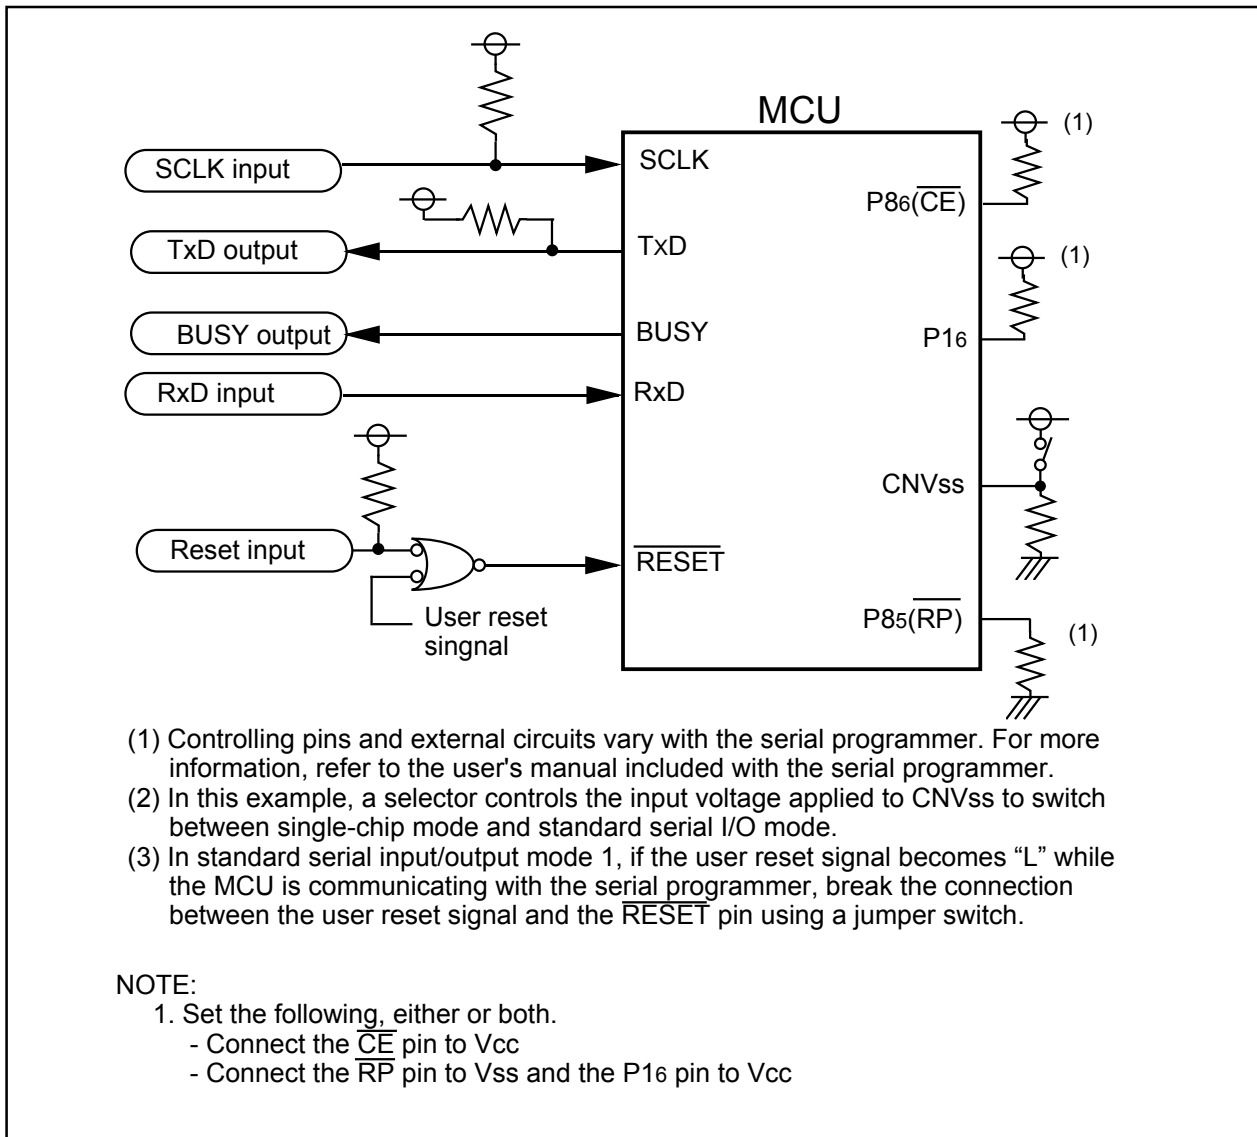 MCU
SCLK input
SCLK
TxD output
TxD
BUSY output
BUSY
RxD input
RxD
Reset input
RESET
User reset
singnal
P86(CE)
(1)
P16
(1)
CNVss
P85(RP)
(1)
(1) Controlling pins and external circuits vary with the serial programmer. For more
information, refer to the user's manual included with the serial programmer.
(2) In this example, a selector controls the input voltage applied to CNVss to switch
between single-chip mode and standard serial I/O mode.
(3) In standard serial input/output mode 1, if the user reset signal becomes “L” while
the MCU is communicating with the serial programmer, break the connection
between the user reset signal and the RESET pin using a jumper switch.
NOTE:
1. Set the following, either or both.
- Connect the CE pin to Vcc
- Connect the RP pin to Vss and the P16 pin to Vcc